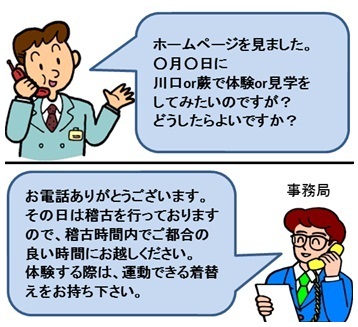 ホームページを見ました。
〇月〇日に
川口or蕨で体験or見学を
してみたいのですが？
どうしたらよいですか？
事務局
お電話ありがとうございます。
その日は稽古を行っております
ので、稽古時間内でご都合の
良い時間にお越しください。
体験する際は、運動できる着替
えをお持ち下さい。